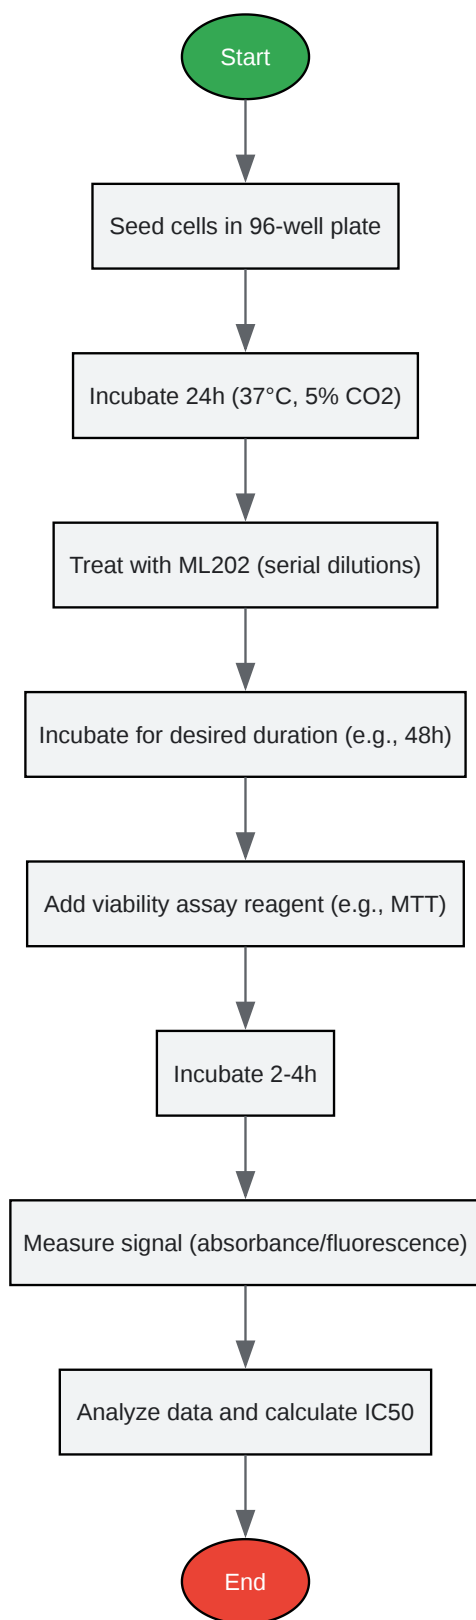 Start
Seed cells in 96-well plate
Incubate 24h (37°C, 5% CO2)
Treat with ML202 (serial dilutions)
Incubate for desired duration (e.g., 48h)
Add viability assay reagent (e.g., MTT)
Incubate 2-4h
Measure signal (absorbance/fluorescence)
Analyze data and calculate IC50
End